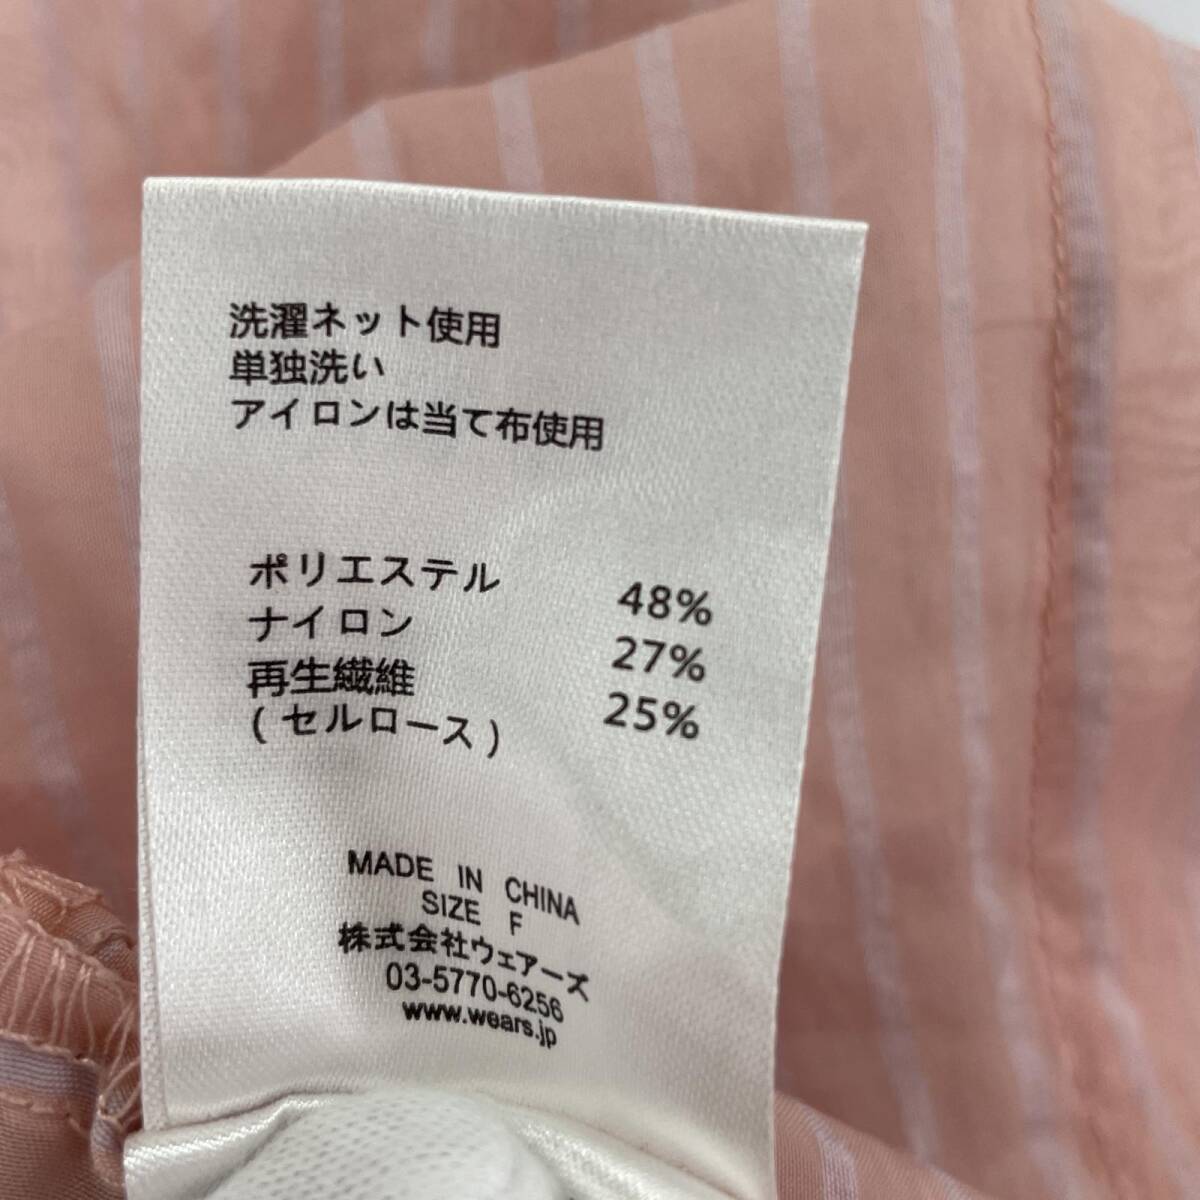 洗濯ネット使用
単独洗い
アイロンは当て布使用
ポリエステル 48%
ナイロン 27%
再生繊維 25%
(セルロース)
MADE IN CHINA
SIZE F
株式会社ウェアーズ
03-5770-6256
www.wears.jp